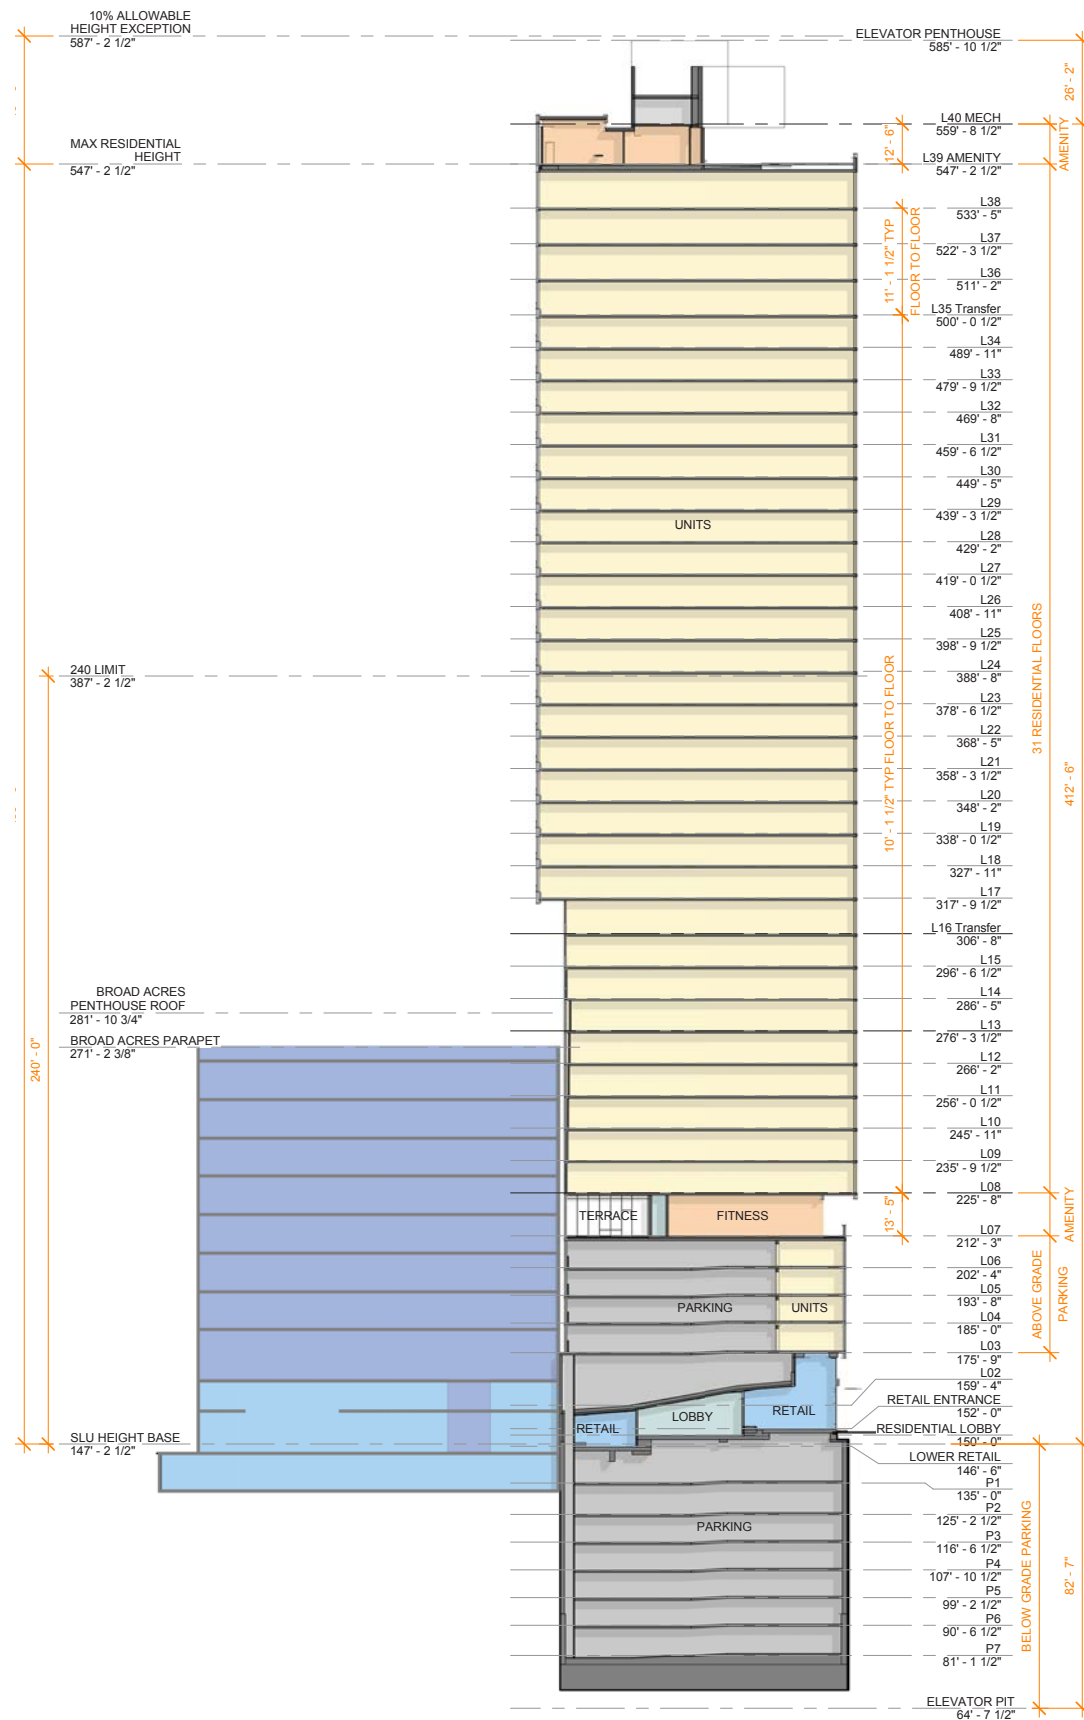 10% ALLOWABLE
HEIGHT EXCEPTION
587' - 2 1/2"
MAX RESIDENTIAL
HEIGHT
547' - 2 1/2"
240 LIMIT
387' - 2 1/2"
BROAD ACRES
PENTHOUSE ROOF
281' - 10 3/4"
BROAD ACRES PARAPET
271' - 2 3/8"
240' - 0"
SLU HEIGHT BASE
147' - 2 1/2"
UNITS
TERRACE
FITNESS
PARKING
UNITS
RETAIL
LOBBY
RETAIL
PARKING
ELEVATOR PENTHOUSE
585' - 10 1/2"
L40 MECH
559' - 8 1/2"
L39 AMENITY
547' - 2 1/2"
L38
533' - 5"
L37
522' - 3 1/2"
L36
511' - 2"
L35 Transfer
500' - 0 1/2"
L34
489' - 11"
L33
479' - 9 1/2"
L32
469' - 8"
L31
459' - 6 1/2"
L30
449' - 5"
L29
439' - 3 1/2"
L28
429' - 2"
L27
419' - 0 1/2"
L26
408' - 11"
L25
398' - 9 1/2"
L24
388' - 8"
L23
378' - 6 1/2"
L22
368' - 5"
L21
358' - 3 1/2"
L20
348' - 2"
L19
338' - 0 1/2"
L18
327' - 11"
L17
317' - 9 1/2"
L16 Transfer
306' - 8"
L15
296' - 6 1/2"
L14
286' - 5"
L13
276' - 3 1/2"
L12
266' - 2"
L11
256' - 0 1/2"
L10
245' - 11"
L09
235' - 9 1/2"
L08
225' - 8"
L07
212' - 3"
L06
202' - 4"
L05
193' - 8"
L04
185' - 0"
L03
175' - 9"
L02
159' - 4"
RETAIL ENTRANCE
152' - 0"
RESIDENTIAL LOBBY
150' - 0"
LOWER RETAIL
146' - 6"
P1
135' - 0"
P2
125' - 2 1/2"
P3
116' - 6 1/2"
P4
107' - 10 1/2"
P5
99' - 2 1/2"
P6
90' - 6 1/2"
P7
81' - 1 1/2"
ELEVATOR PIT
64' - 7 1/2"
12' - 6"
11' - 1 1/2" TYP
FLOOR TO FLOOR
10' - 1 1/2" TYP FLOOR TO FLOOR
13' - 5"
26' - 2"
AMENITY
31 RESIDENTIAL FLOORS
412' - 6"
AMENITY
ABOVE GRADE
PARKING
BELOW GRADE PARKING
82' - 7"